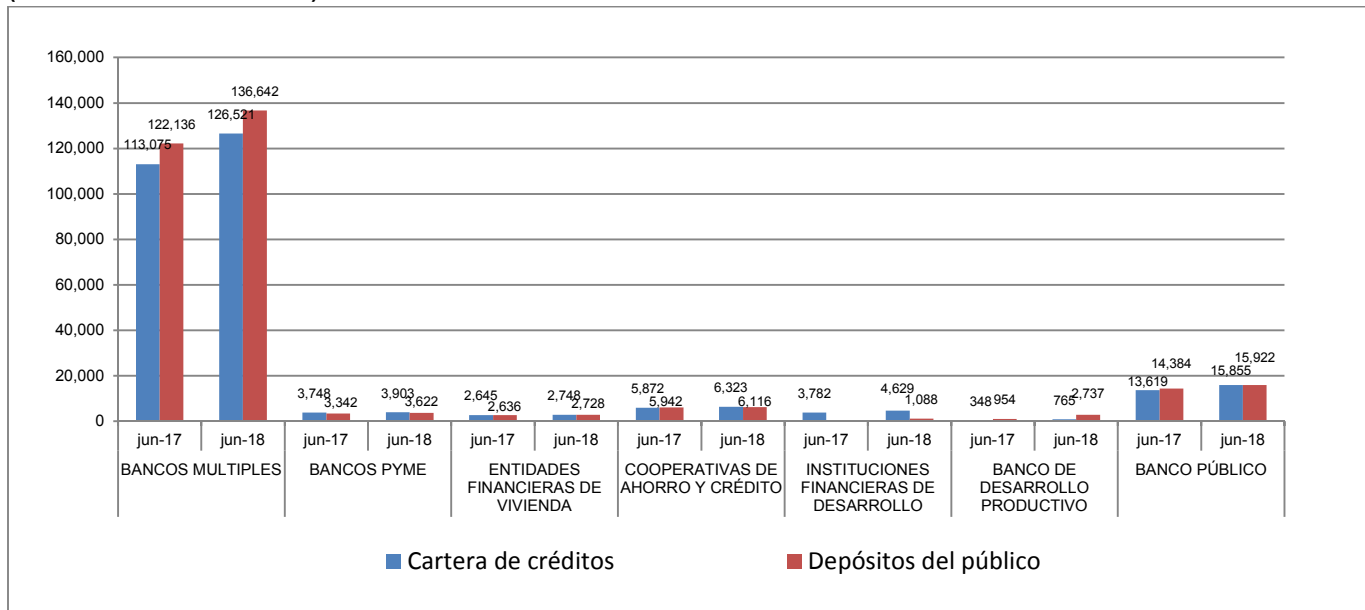 160,000
140,000
120,000
100,000
80,000
60,000
40,000
20,000
0
113,075
122,136
126,521
136,642
3,748
3,342
3,903
3,622
2,645
2,636
2,748
2,728
5,872
5,942
6,323
6,116
3,782
4,629
1,088
348
954
765
2,737
13,619
14,384
15,855
15,922
jun-17 jun-18 jun-17 jun-18 jun-17 jun-18 jun-17 jun-18 jun-17 jun-18 jun-17 jun-18 jun-17 jun-18
BANCOS MULTIPLES
BANCOS PYME
ENTIDADES
FINANCIERAS DE
VIVIENDA
COOPERATIVAS DE
AHORRO Y CRÉDITO
INSTITUCIONES
FINANCIERAS DE
DESARROLLO
BANCO DE
DESARROLLO
PRODUCTIVO
BANCO PÚBLICO
Cartera de créditos
Depósitos del público